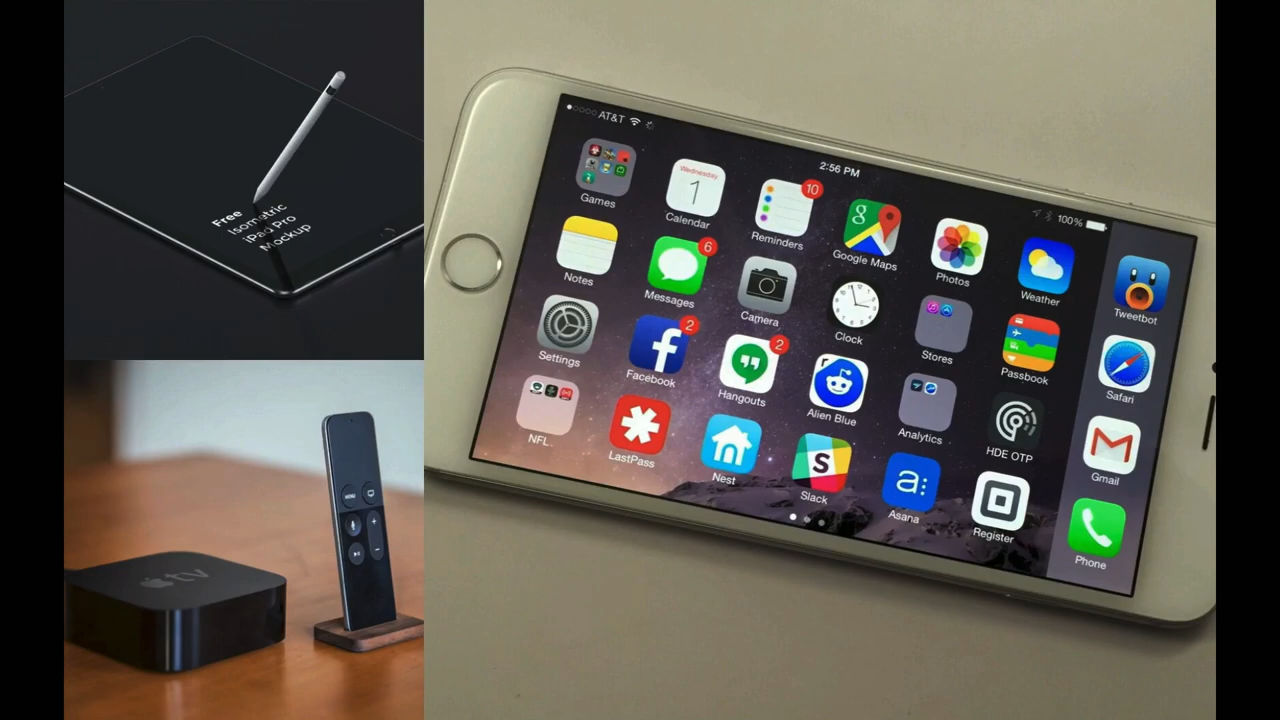 Free
Isometric
iPad Pro
Mockup
tv
MENU
AT&T
2:56 PM
100%
Games
Wednesday
1
Calendar
10
Reminders
g
Google Maps
Photos
Weather
Tweetbot
Notes
6
Messages
Camera
Clock
Stores
Passbook
Safari
Settings
2
Facebook
2
Hangouts
Alien Blue
Analytics
HDE OTP
Gmail
NFL
LastPass
Nest
S
Slack
a:
Asana
Register
Phone